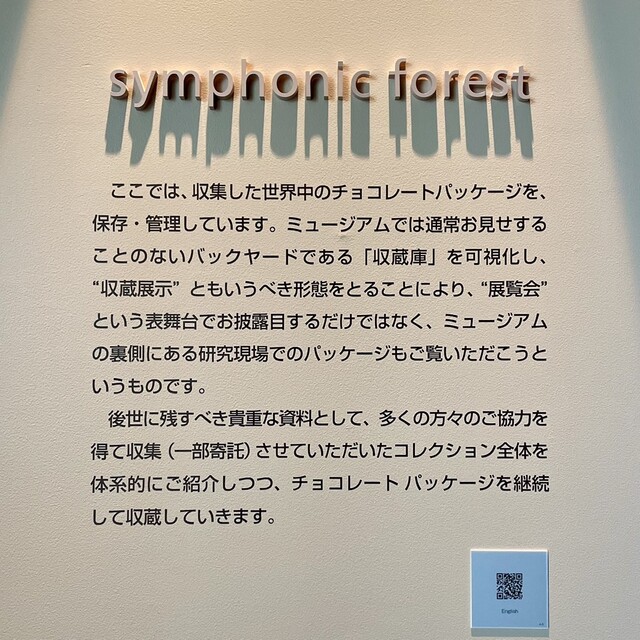 symphonic forest
ここでは、収集した世界中のチョコレートパッケージを、
保存・管理しています。ミュージアムでは通常お見せする
ことのないバックヤードである「収蔵庫」を可視化し、
“収蔵展示” ともいうべき形態をとることにより、“展覧会”
という表舞台でお披露目するだけではなく、ミュージアム
の裏側にある研究現場でのパッケージもご覧いただこうと
いうものです。
後世に残すべき貴重な資料として、多くの方々のご協力を
得て収集（一部寄託）させていただいたコレクション全体を
体系的にご紹介しつつ、チョコレート パッケージを継続
して収蔵していきます。
English